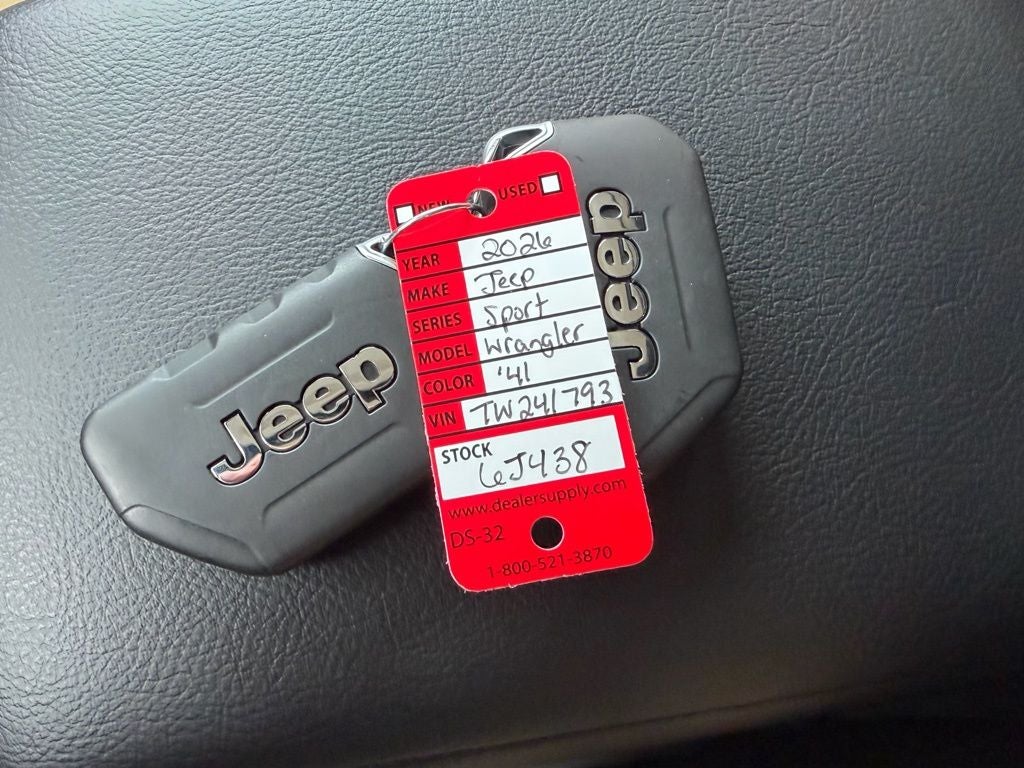 NEW USED
YEAR 2026
MAKE Jeep
SERIES Sport
MODEL Wrangler
COLOR '41
VIN TW241793
STOCK
6J438
www.dealersupply.com
DS-32
1-800-521-3870
Jeep
Jeep